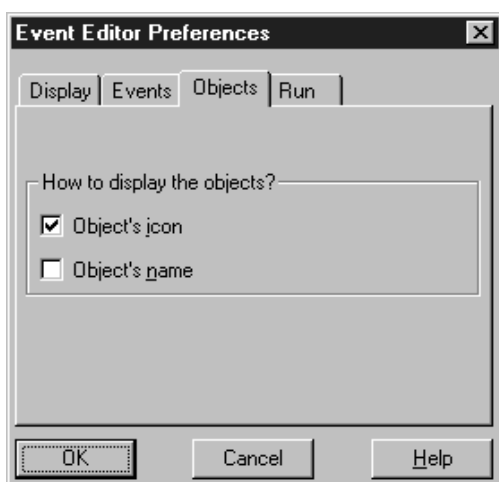 Event Editor Preferences
Display Events Objects Run
How to display the objects?
Object's icon
Object's name
OK Cancel Help